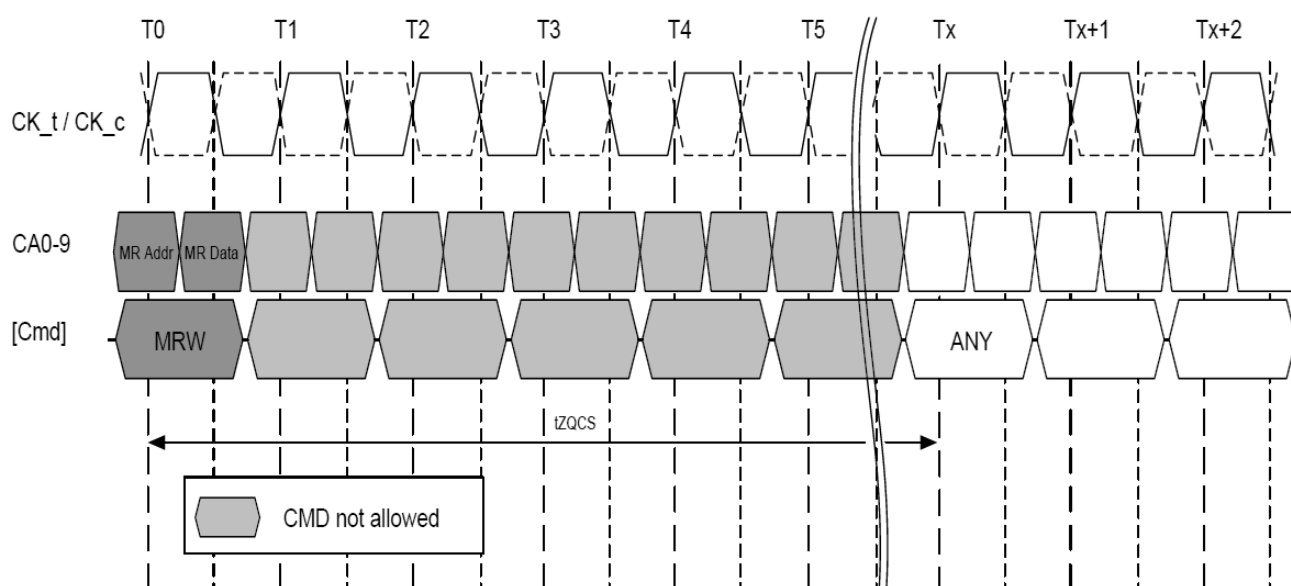 T0 T1 T2 T3 T4 T5 Tx Tx+1 Tx+2
CK_t / CK_c
CA0-9 MR Addr MR Data
[Cmd] MRW ANY
tZQCS
CMD not allowed